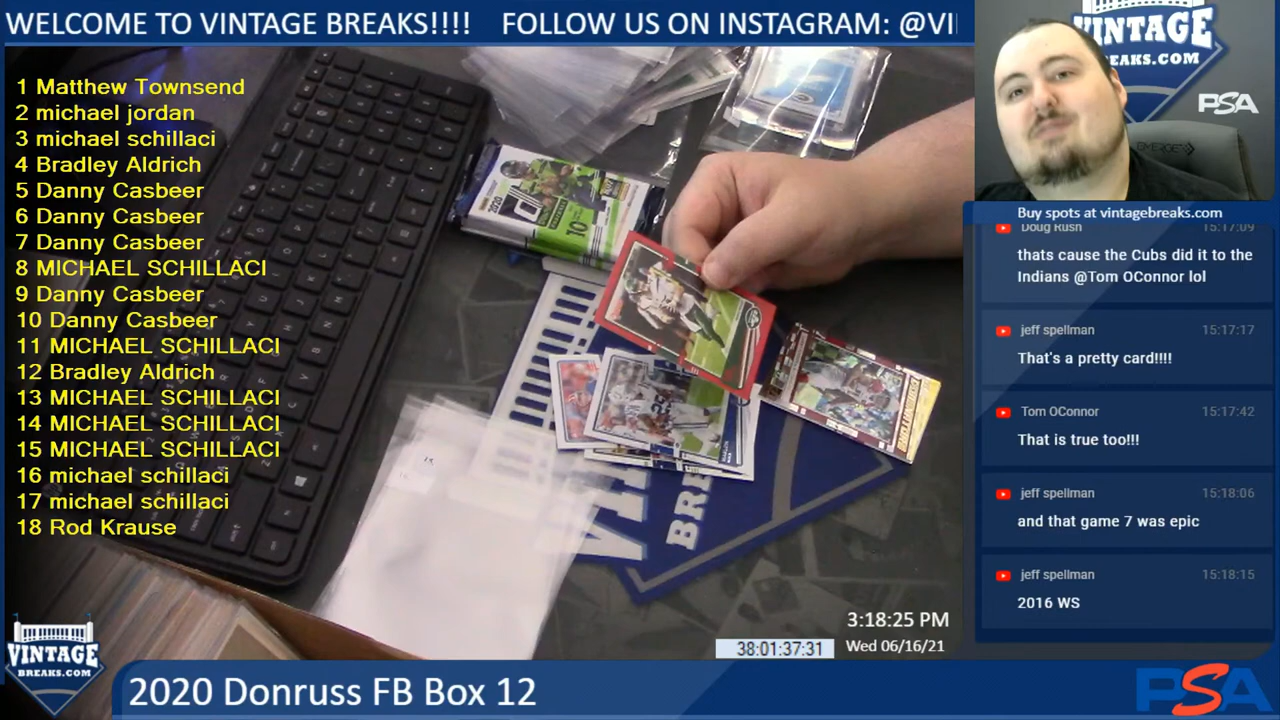 WELCOME TO VINTAGE BREAKS!!!! FOLLOW US ON INSTAGRAM: @VI
1 Matthew Townsend
2 michael jordan
3 michael schillaci
4 Bradley Aldrich
5 Danny Casbeer
6 Danny Casbeer
7 Danny Casbeer
8 MICHAEL SCHILLACI
9 Danny Casbeer
10 Danny Casbeer
11 MICHAEL SCHILLACI
12 Bradley Aldrich
13 MICHAEL SCHILLACI
14 MICHAEL SCHILLACI
15 MICHAEL SCHILLACI
16 michael schillaci
17 michael schillaci
18 Rod Krause
VINTAGE
BREAKS.COM
2020
10
BRE
VINTAGE
KS.COM
PSA
Buy spots at vintagebreaks.com
Doug Rush 15:17:09
thats cause the Cubs did it to the
Indians @Tom OConnor lol
jeff spellman 15:17:17
That's a pretty card!!!!
Tom OConnor 15:17:42
That is true too!!!
jeff spellman 15:18:06
and that game 7 was epic
jeff spellman 15:18:15
2016 WS
3:18:25 PM
38:01:37:31 Wed 06/16/21
2020 Donruss FB Box 12
PSA